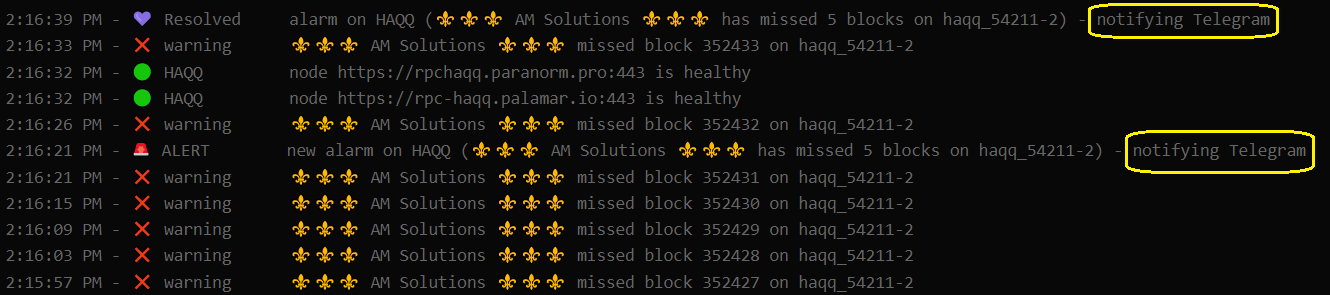 2:16:39 PM - 💜 Resolved alarm on HAQQ (⚜️⚜️⚜️ AM Solutions ⚜️⚜️⚜️ has missed 5 blocks on haqq_54211-2) - notifying Telegram
2:16:33 PM - ❌ warning ⚜️⚜️⚜️ AM Solutions ⚜️⚜️⚜️ missed block 352433 on haqq_54211-2
2:16:32 PM - 🟢 HAQQ node https://rpchaqq.paranorm.pro:443 is healthy
2:16:32 PM - 🟢 HAQQ node https://rpc-haqq.palamar.io:443 is healthy
2:16:26 PM - ❌ warning ⚜️⚜️⚜️ AM Solutions ⚜️⚜️⚜️ missed block 352432 on haqq_54211-2
2:16:21 PM - 🚨 ALERT new alarm on HAQQ (⚜️⚜️⚜️ AM Solutions ⚜️⚜️⚜️ has missed 5 blocks on haqq_54211-2) - notifying Telegram
2:16:21 PM - ❌ warning ⚜️⚜️⚜️ AM Solutions ⚜️⚜️⚜️ missed block 352431 on haqq_54211-2
2:16:15 PM - ❌ warning ⚜️⚜️⚜️ AM Solutions ⚜️⚜️⚜️ missed block 352430 on haqq_54211-2
2:16:09 PM - ❌ warning ⚜️⚜️⚜️ AM Solutions ⚜️⚜️⚜️ missed block 352429 on haqq_54211-2
2:16:03 PM - ❌ warning ⚜️⚜️⚜️ AM Solutions ⚜️⚜️⚜️ missed block 352428 on haqq_54211-2
2:15:57 PM - ❌ warning ⚜️⚜️⚜️ AM Solutions ⚜️⚜️⚜️ missed block 352427 on haqq_54211-2